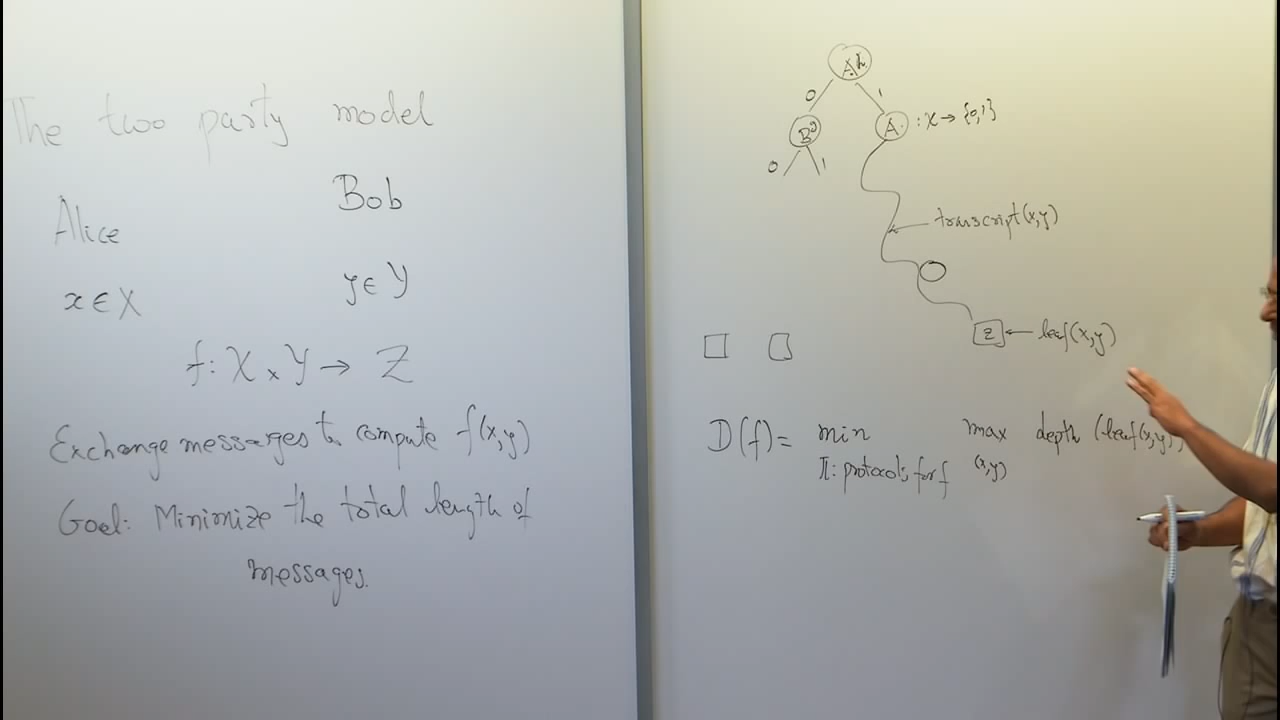 The two party model
Alice
Bob
x ∈ X
y ∈ Y
f: X × Y → Z
Exchange messages to compute f(x,y)
Goal: Minimize the total length of
messages.
A
0 1
B A : X → {0,1}
0 1
transcript(x,y)
z ← leaf(x,y)
D(f) = min max depth (leaf(x,y))
Π: protocols for f (x,y)